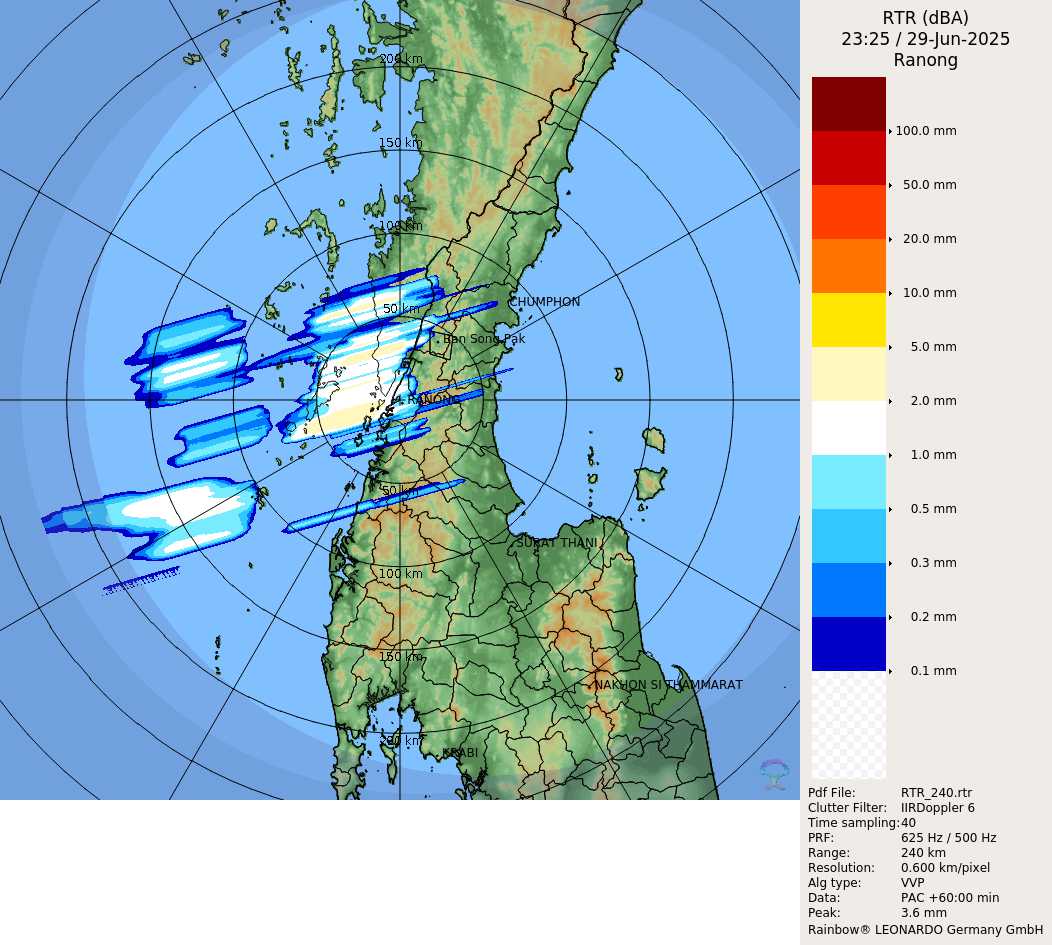 RTR (dBA)
23:25 / 29-Jun-2025
Ranong
200 km
150 km
100 km
50 km
CHUMPHON
Ban Song Pak
RANONG
50 km
SURAT THANI
100 km
150 km
NAKHON SI THAMMARAT
200 km
KRABI
100.0 mm
50.0 mm
20.0 mm
10.0 mm
5.0 mm
2.0 mm
1.0 mm
0.5 mm
0.3 mm
0.2 mm
0.1 mm
Pdf File: RTR_240.rtr
Clutter Filter: IIRDoppler 6
Time sampling:40
PRF: 625 Hz / 500 Hz
Range: 240 km
Resolution: 0.600 km/pixel
Alg type: VVP
Data: PAC +60:00 min
Peak: 3.6 mm
Rainbow® LEONARDO Germany GmbH